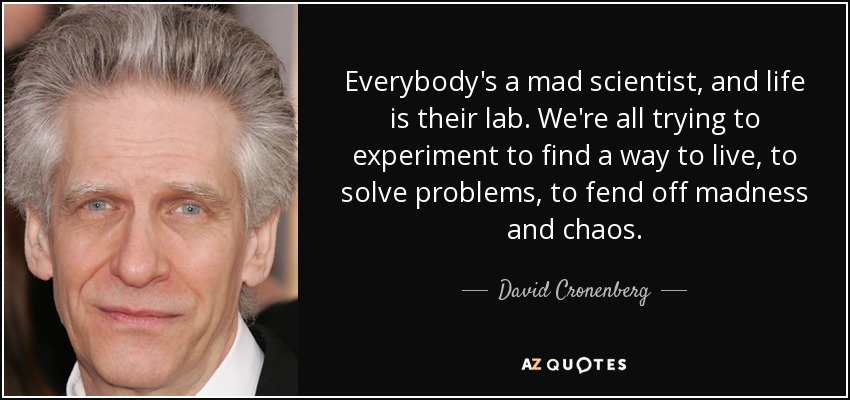 Everybody's a mad scientist, and life
is their lab. We're all trying to
experiment to find a way to live, to
solve problems, to fend off madness
and chaos.
David Cronenberg
AZ QUOTES